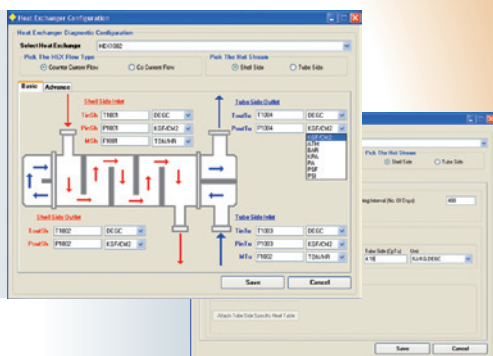 Heat Exchanger Configuration
Heat Exchanger Diagnostic Configuration
Select Heat Exchange HEX1002
Pick The HEX Flow Type Pick The Hot Stream
Counter Current Flow Co Current Flow Shell Side Tube Side
Basic Advance
Shell Side Inlet Tube Side Outlet
TinSh T1001 DEGC ToutTu T1004 DEGC
PinSh P1001 KGF/CM2 PoutTu P1004 KGF/CM2
MSh F1001 TON/HR
KGF/CM2
ATM
BAR
KPA
PA
PSF
PSI
Shell Side Outlet Tube Side Inlet
ToutSh T1002 DEGC TinTu T1003 DEGC
PoutSh P1002 KGF/CM2 PinTu P1003 KGF/CM2
MTu F1002 TON/HR
Save Cancel
Pick The Hot Stream
Shell Side Tube Side
Interval (No. Of Days)
Tube Side (CpTu) Unit
KJ/KG.DEGC
Attach Tube Side Specific Heat Table
Save Cancel